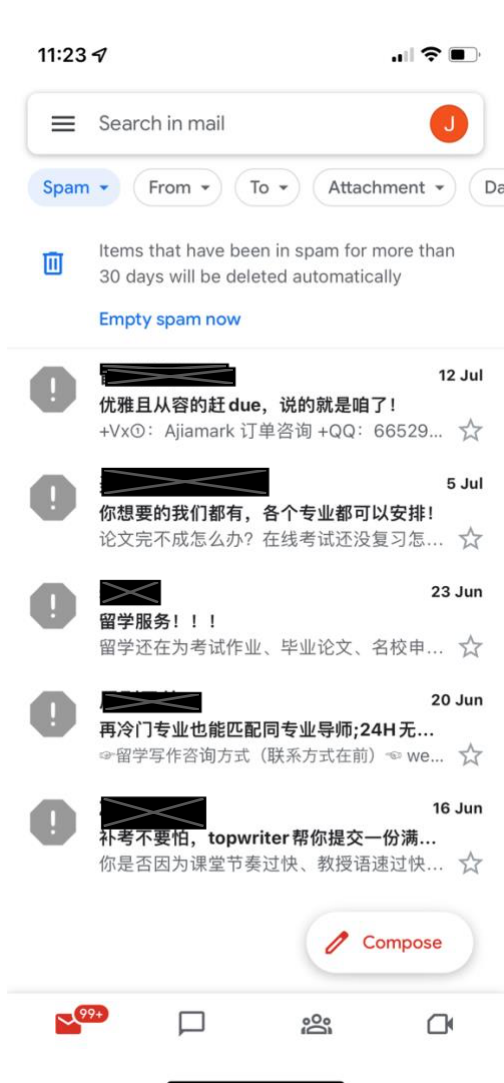 11:23
Search in mail
J
Spam
From
To
Attachment
Da
Items that have been in spam for more than
30 days will be deleted automatically
Empty spam now
12 Jul
优雅且从容的赶due，说的就是咱了！
+Vx①：Ajiamark 订单咨询 +QQ：66529...
5 Jul
你想要的我们都有，各个专业都可以安排！
论文完不成怎么办？在线考试还没复习怎...
23 Jun
留学服务！！！
留学还在为考试作业、毕业论文、名校申...
20 Jun
再冷门专业也能匹配同专业导师;24H无...
☞留学写作咨询方式（联系方式在前）☜ we...
16 Jun
补考不要怕，topwriter帮你提交一份满...
你是否因为课堂节奏过快、教授语速过快...
Compose
99+